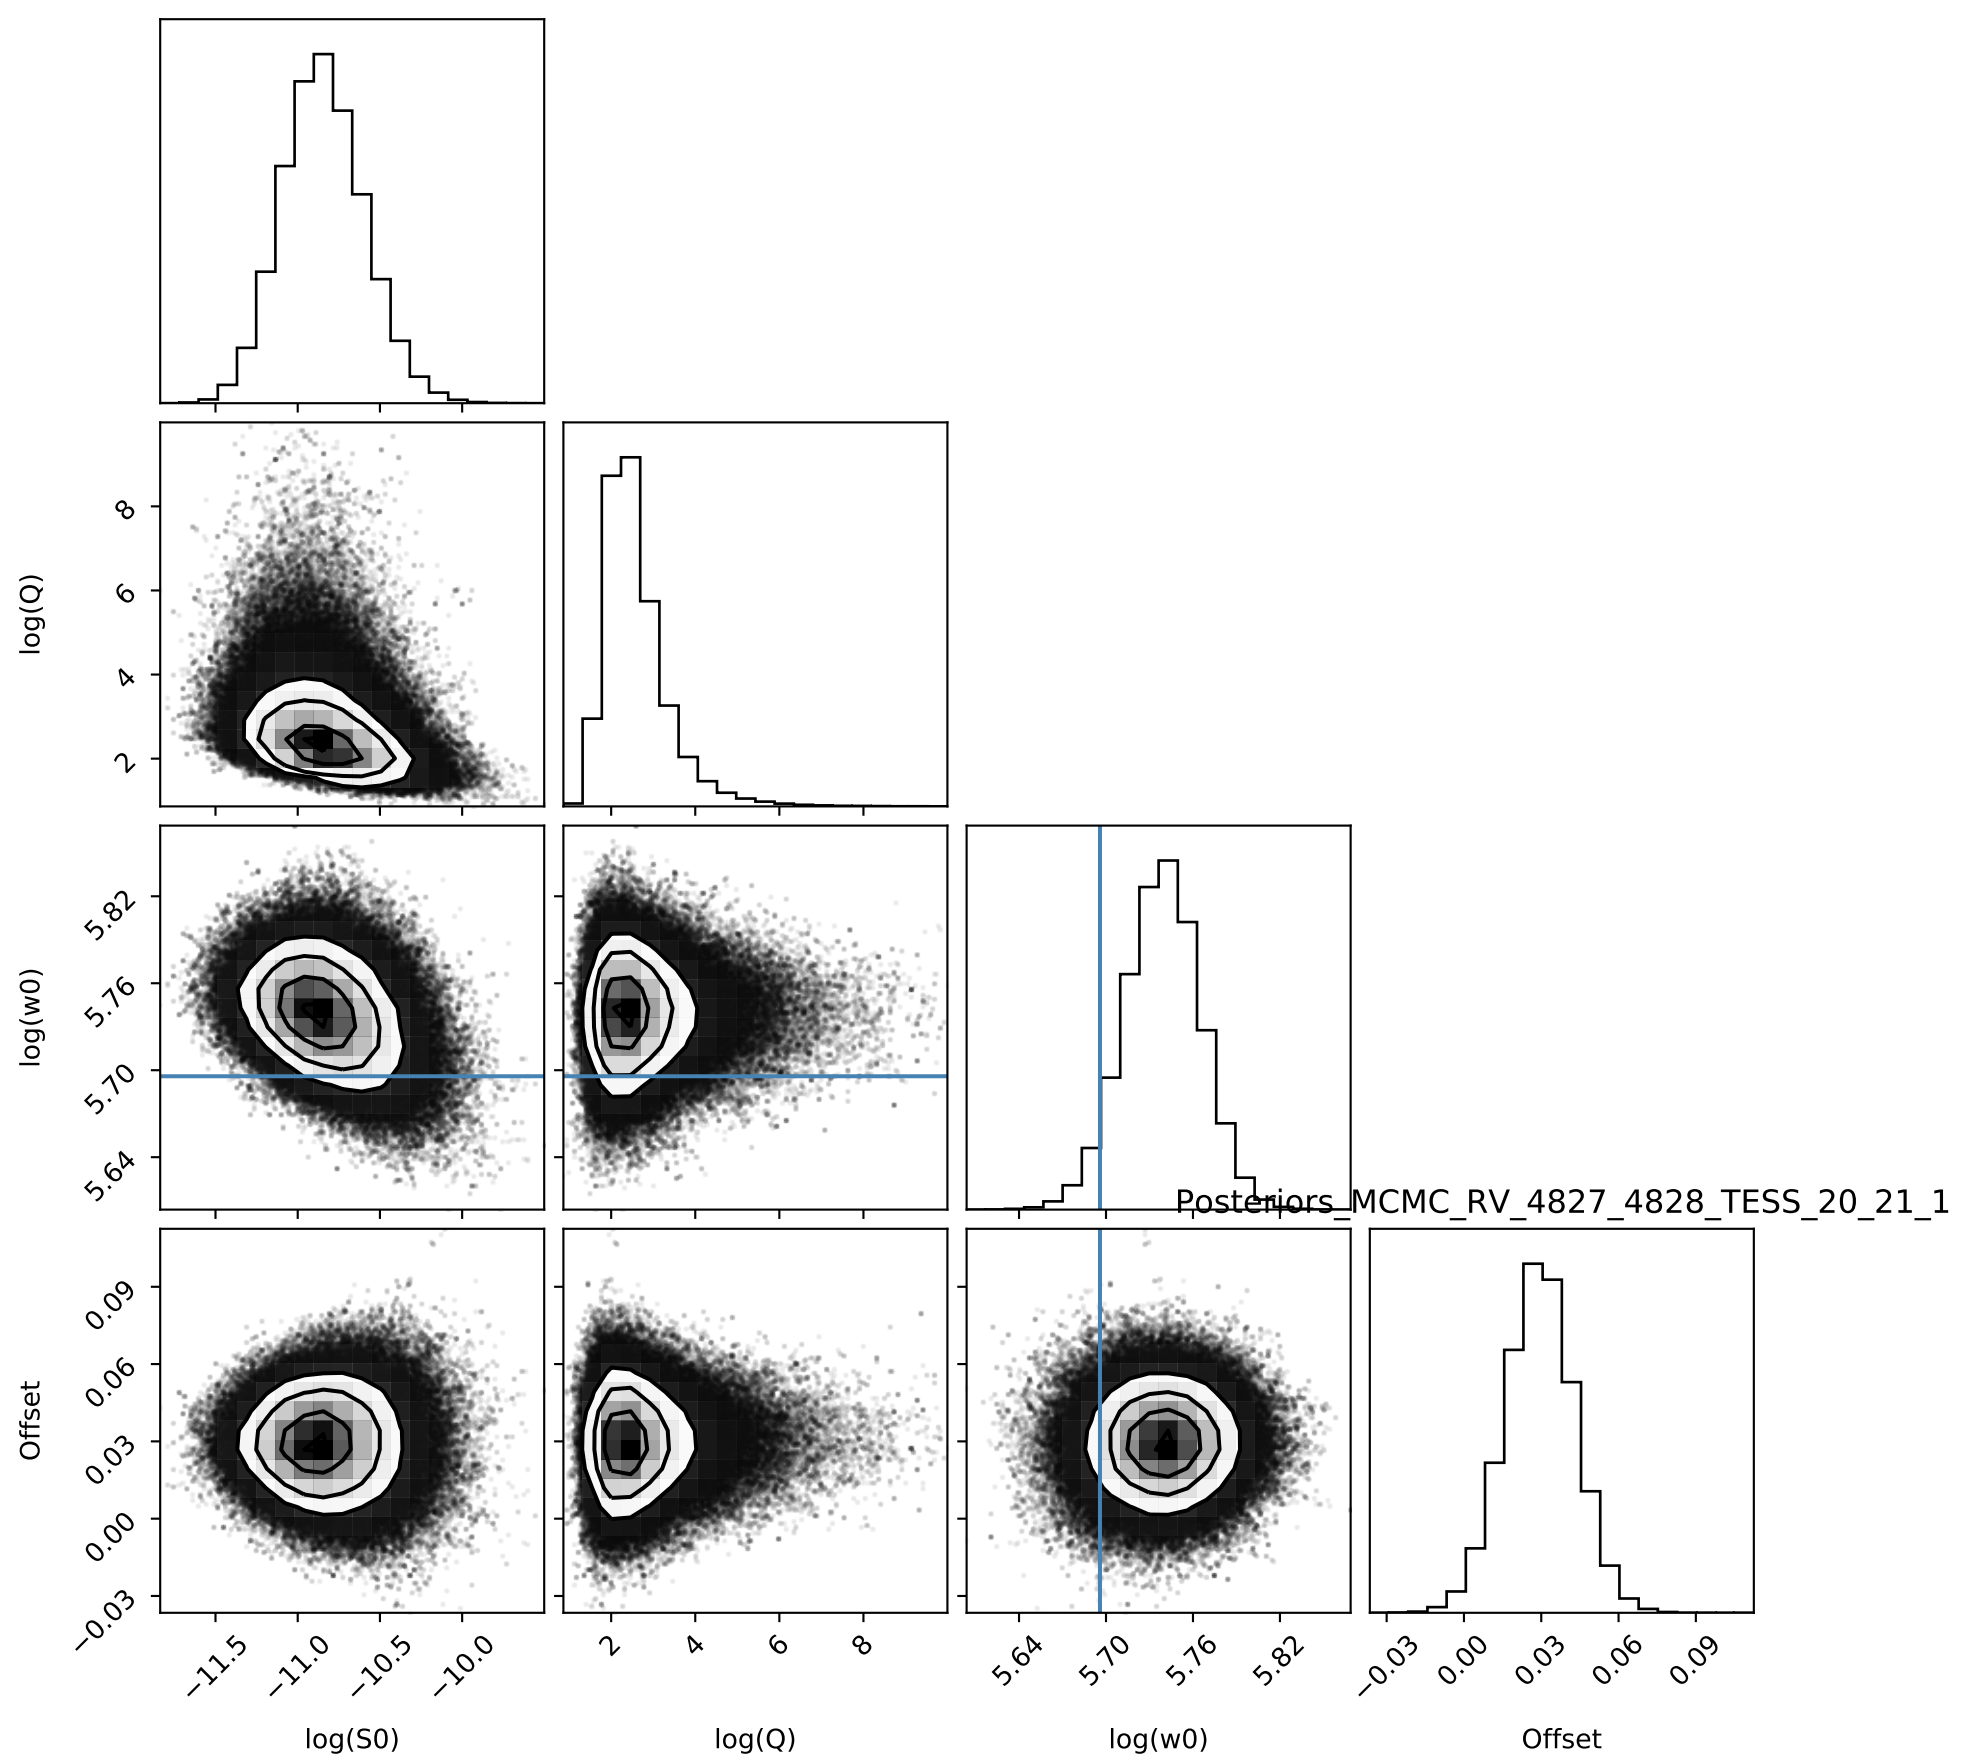 8
6
4
2
log(Q)
5.82
5.76
5.70
5.64
log(w0)
Posteriors_MCMC_RV_4827_4828_TESS_20_21_1
0.09
0.06
0.03
0.00
−0.03
Offset
−11.5 −11.0 −10.5 −10.0
2 4 6 8
5.64 5.70 5.76 5.82
−0.03 0.00 0.03 0.06 0.09
log(S0) log(Q) log(w0) Offset